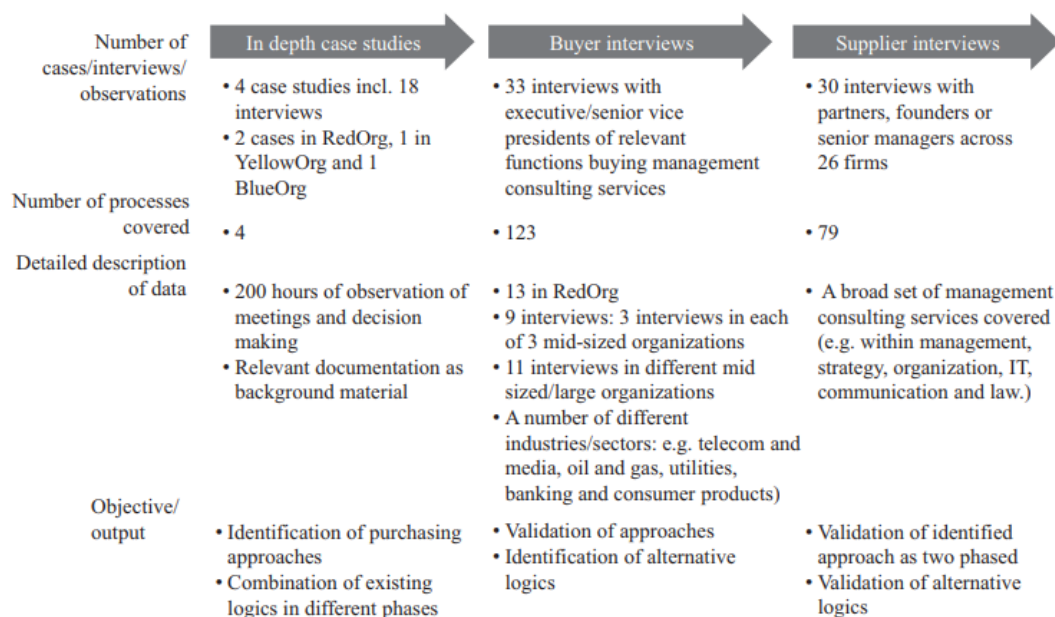 Number of
cases/interviews/
observations
In depth case studies
• 4 case studies incl. 18
interviews
• 2 cases in RedOrg, 1 in
YellowOrg and 1
BlueOrg
Buyer interviews
• 33 interviews with
executive/senior vice
presidents of relevant
functions buying management
consulting services
Supplier interviews
• 30 interviews with
partners, founders or
senior managers across
26 firms
Number of processes
covered
• 4
• 123
• 79
Detailed description
of data
• 200 hours of observation of
meetings and decision
making
• Relevant documentation as
background material
• 13 in RedOrg
• 9 interviews: 3 interviews in each
of 3 mid-sized organizations
• 11 interviews in different mid
sized/large organizations
• A number of different
industries/sectors: e.g. telecom and
media, oil and gas, utilities,
banking and consumer products)
• A broad set of management
consulting services covered
(e.g. within management,
strategy, organization, IT,
communication and law.)
Objective/
output
• Identification of purchasing
approaches
• Combination of existing
logics in different phases
• Validation of approaches
• Identification of alternative
logics
• Validation of identified
approach as two phased
• Validation of alternative
logics